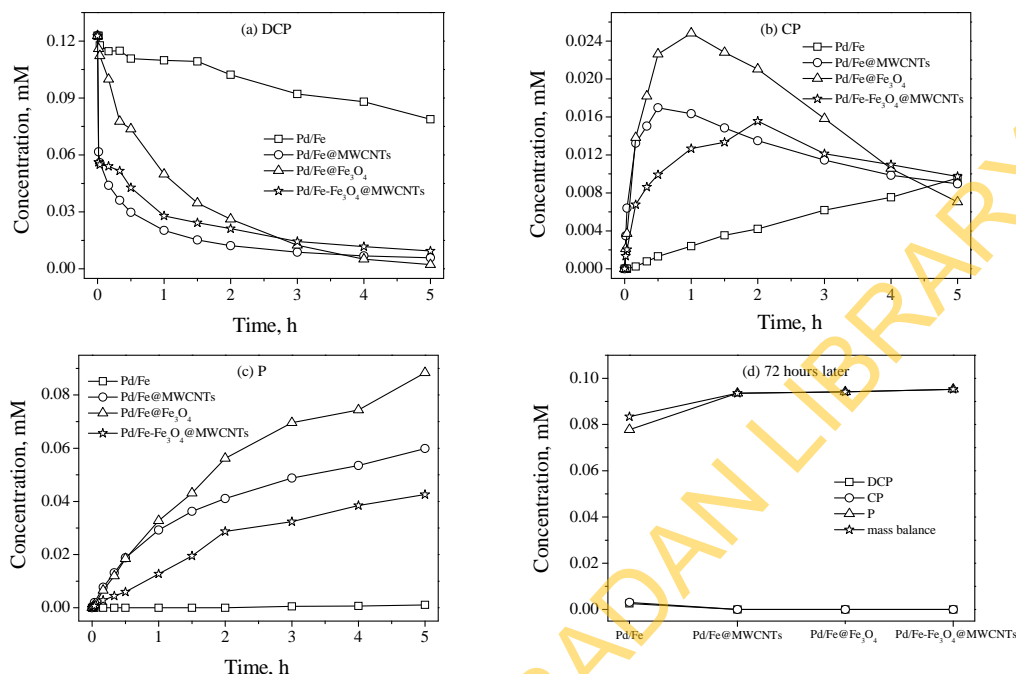 (a) DCP
Concentration, mM
0.12
0.09
0.06
0.03
0.00
Pd/Fe
Pd/Fe@MWCNTs
Pd/Fe@Fe₃O₄
Pd/Fe-Fe₃O₄@MWCNTs
0 1 2 3 4 5
Time, h
(b) CP
Concentration, mM
0.024
0.020
0.016
0.012
0.008
0.004
0.000
Pd/Fe
Pd/Fe@MWCNTs
Pd/Fe@Fe₃O₄
Pd/Fe-Fe₃O₄@MWCNTs
0 1 2 3 4 5
Time, h
(c) P
Concentration, mM
0.08
0.06
0.04
0.02
0.00
Pd/Fe
Pd/Fe@MWCNTs
Pd/Fe@Fe₃O₄
Pd/Fe-Fe₃O₄@MWCNTs
0 1 2 3 4 5
Time, h
(d) 72 hours later
Concentration, mM
0.10
0.08
0.06
0.04
0.02
0.00
DCP
CP
P
mass balance
Pd/Fe Pd/Fe@MWCNTs Pd/Fe@Fe₃O₄ Pd/Fe-Fe₃O₄@MWCNTs
ADAN LIBRARY